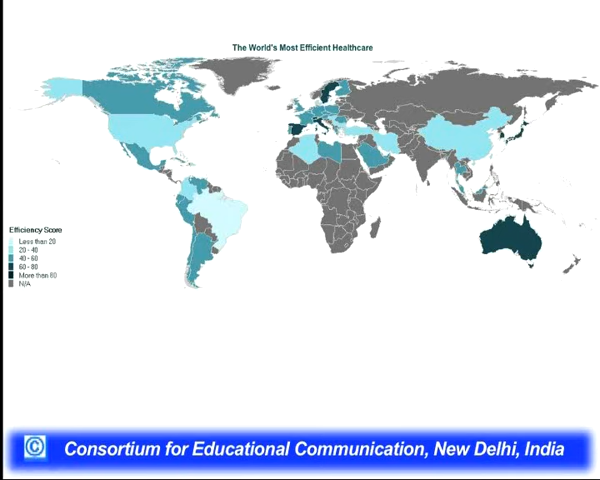 The World's Most Efficient Healthcare
Efficiency Score
Less than 20
20 - 40
40 - 60
60 - 80
More than 80
N/A
© Consortium for Educational Communication, New Delhi, India